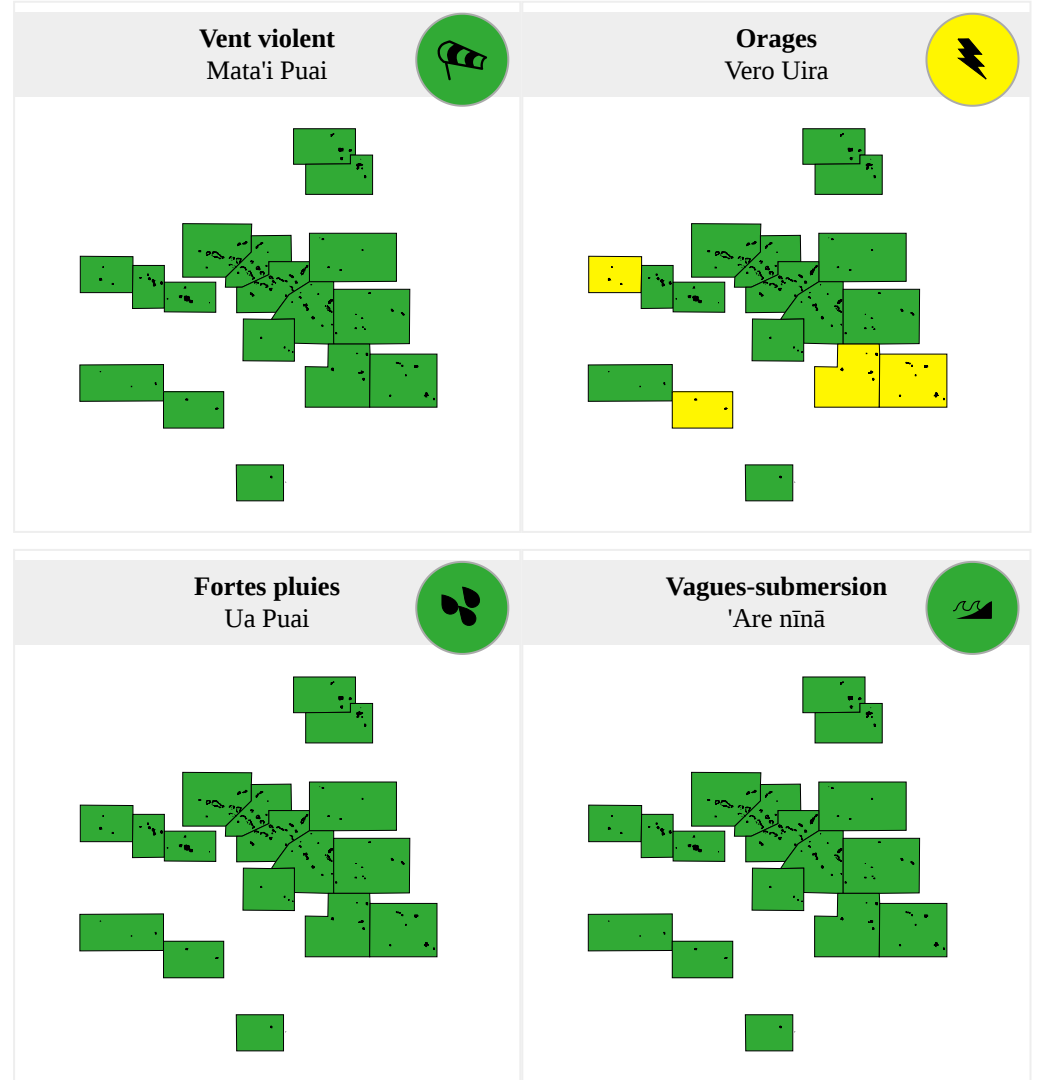 Vent violent
Mata'i Puai
Orages
Vero Uira
Fortes pluies
Ua Puai
Vagues-submersion
'Are nīnā